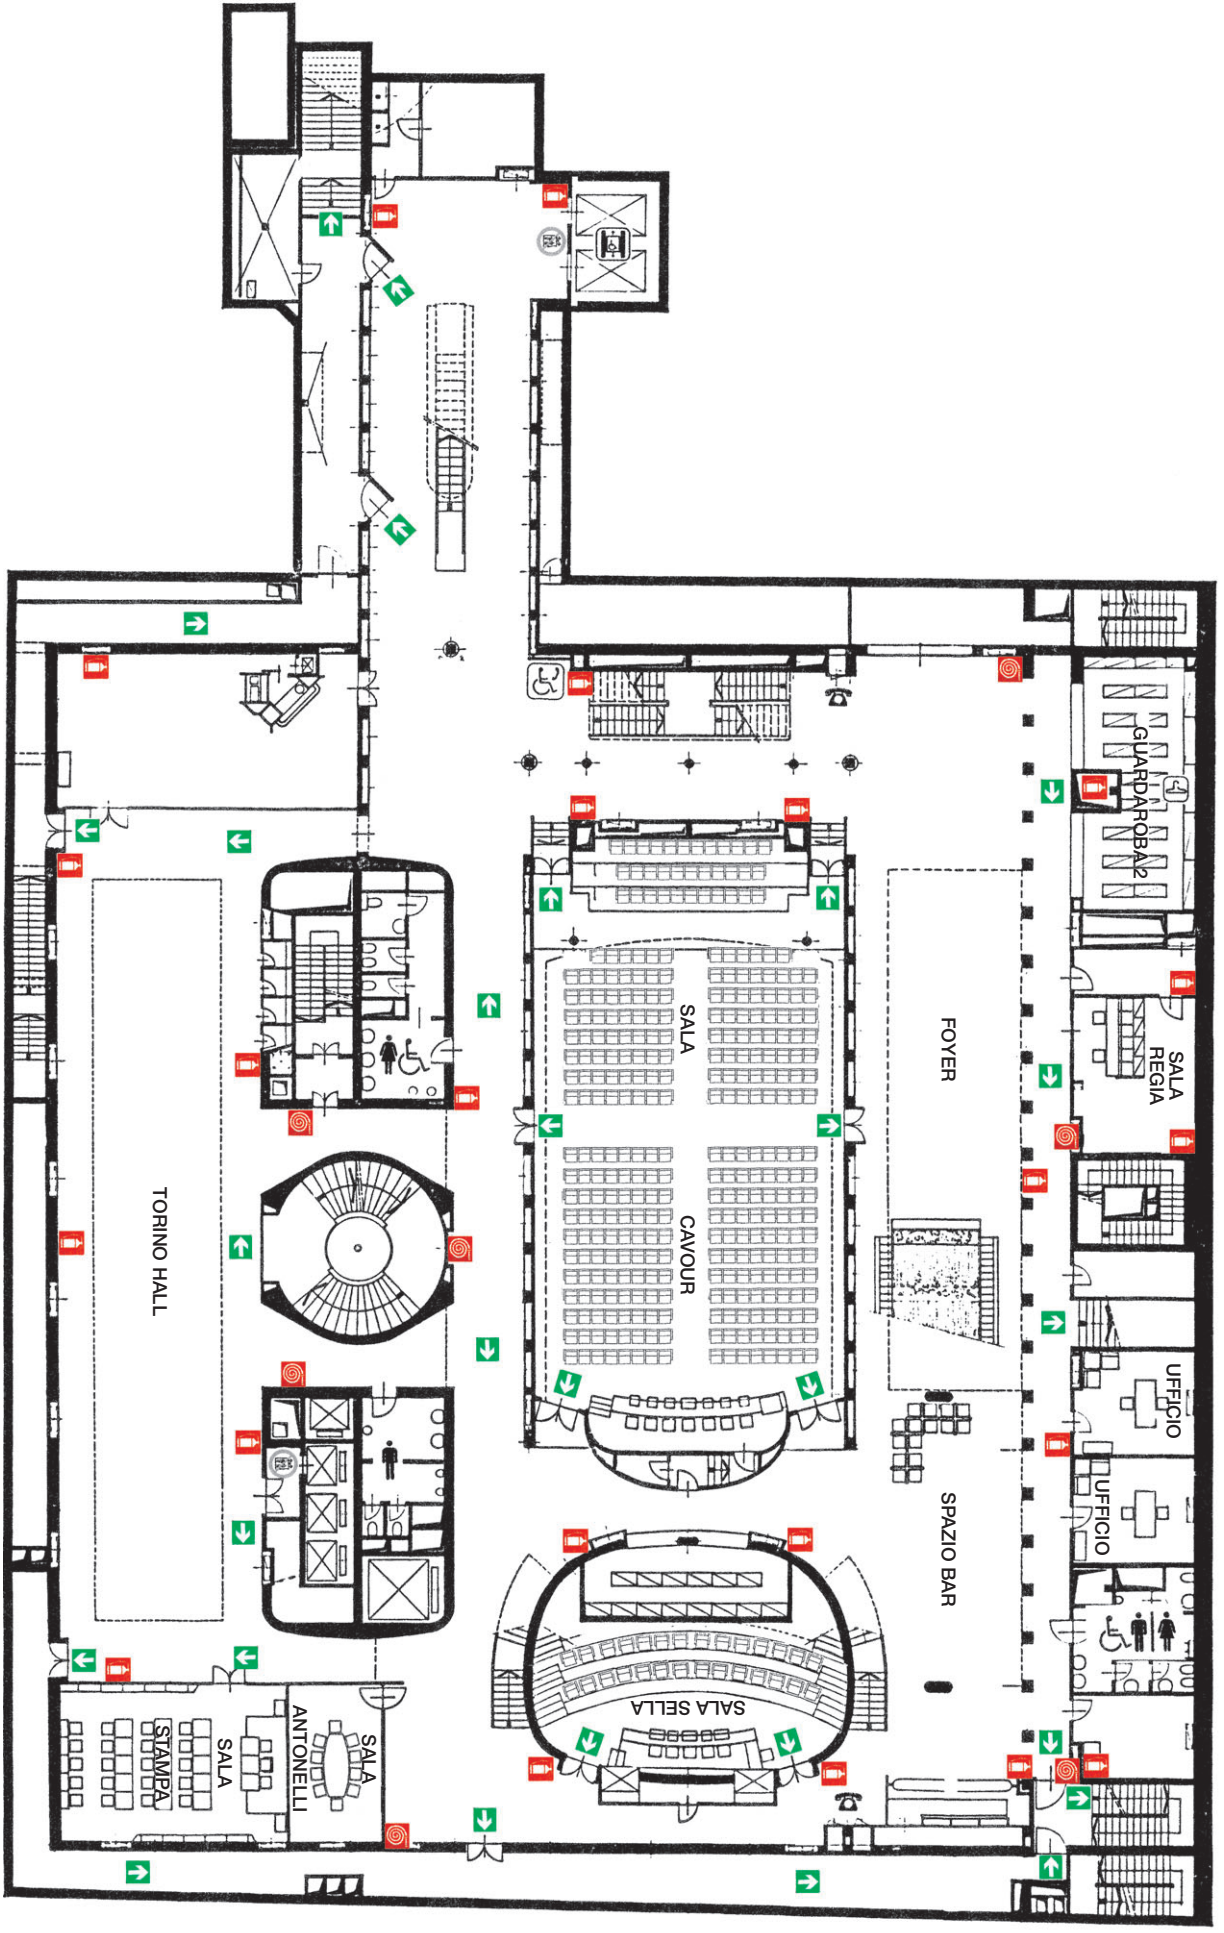 GUARDAROBA 2
SALA
REGIA
FOYER
SALA
CAVOUR
TORINO HALL
UFFICIO
UFFICIO
SPAZIO BAR
SALA SELLA
SALA
ANTONELLI
SALA
STAMPA